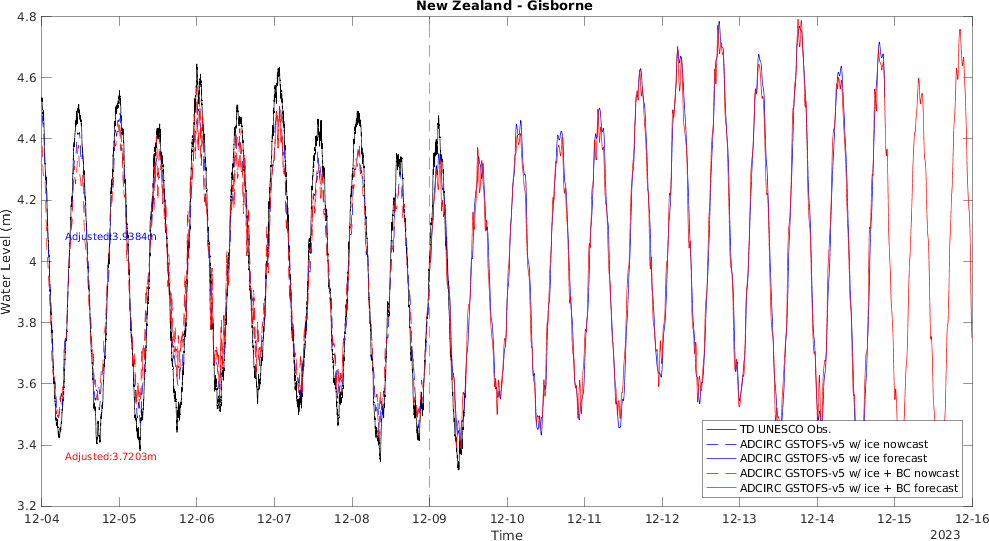 New Zealand - Gisborne
Water Level (m)
4.8
4.6
4.4
4.2
4
3.8
3.6
3.4
3.2
Adjusted:3.9384m
Adjusted:3.7203m
TD UNESCO Obs.
ADCIRC GSTOFS-v5 w/ ice nowcast
ADCIRC GSTOFS-v5 w/ ice forecast
ADCIRC GSTOFS-v5 w/ ice + BC nowcast
ADCIRC GSTOFS-v5 w/ ice + BC forecast
12-04 12-05 12-06 12-07 12-08 12-09 12-10 12-11 12-12 12-13 12-14 12-15 12-16
Time
2023